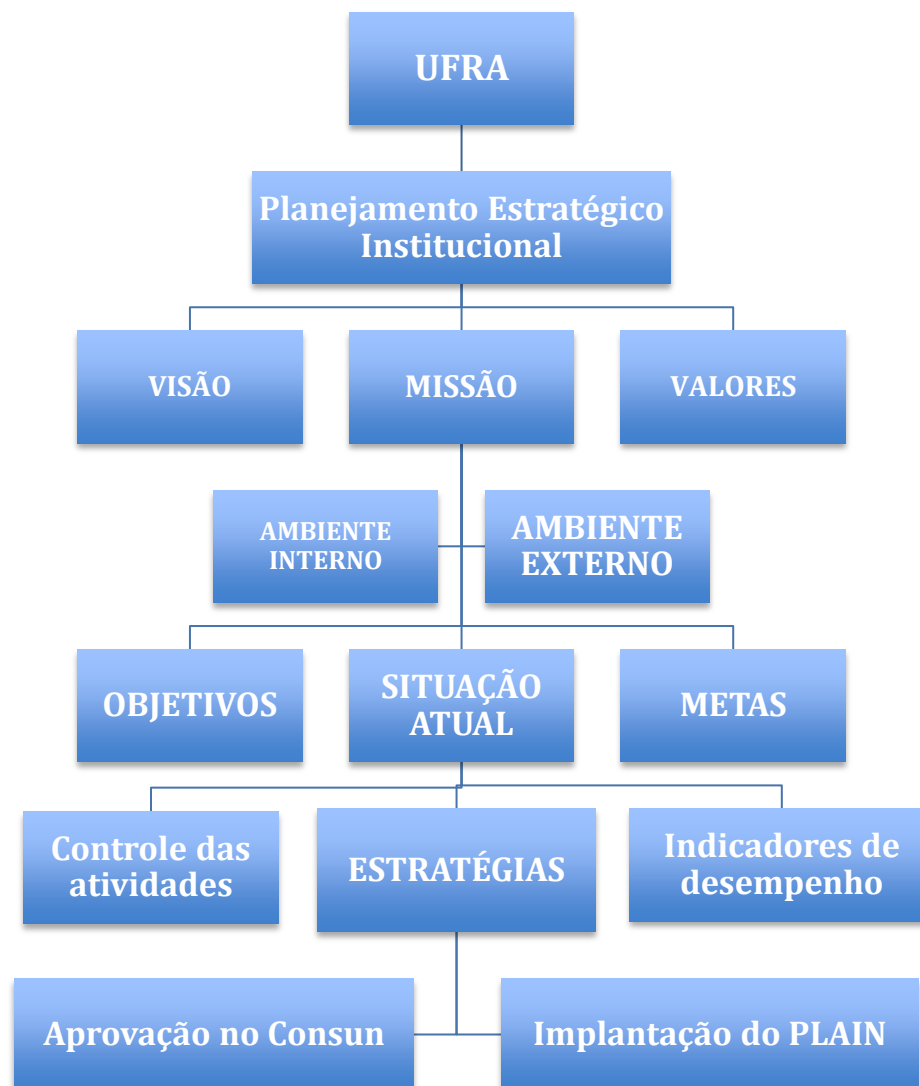 UFRA
Planejamento Estratégico
Institucional
VISÃO
MISSÃO
VALORES
AMBIENTE
INTERNO
AMBIENTE
EXTERNO
OBJETIVOS
SITUAÇÃO
ATUAL
METAS
Controle das
atividades
ESTRATÉGIAS
Indicadores de
desempenho
Aprovação no Consun
Implantação do PLAIN